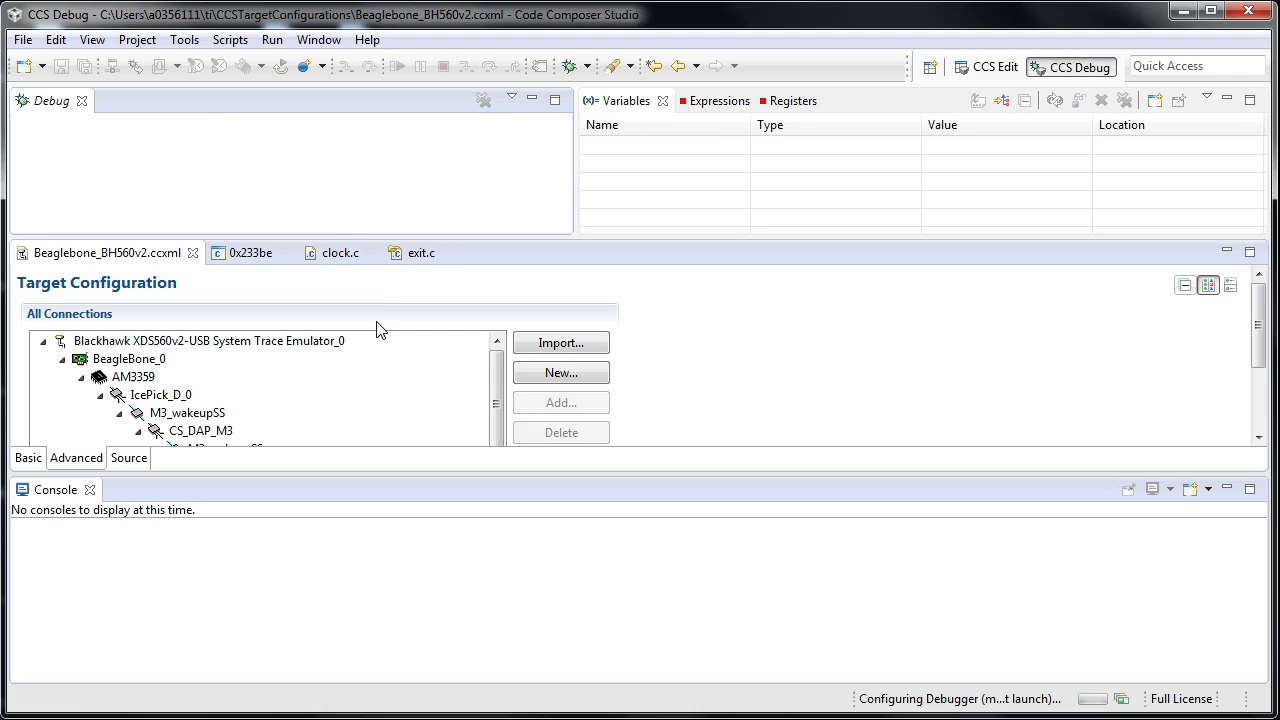 CCS Debug - C:\Users\a0356111\ti\CCSTargetConfigurations\Beaglebone_BH560v2.ccxml - Code Composer Studio
File Edit View Project Tools Scripts Run Window Help
CCS Edit CCS Debug Quick Access
Debug
(x)= Variables Expressions Registers
Name Type Value Location
Beaglebone_BH560v2.ccxml 0x233be clock.c exit.c
Target Configuration
All Connections
Blackhawk XDS560v2-USB System Trace Emulator_0
BeagleBone_0
AM3359
IcePick_D_0
M3_wakeupSS
CS_DAP_M3
Import...
New...
Add...
Delete
Basic Advanced Source
Console
No consoles to display at this time.
Configuring Debugger (m...t launch)... Full License